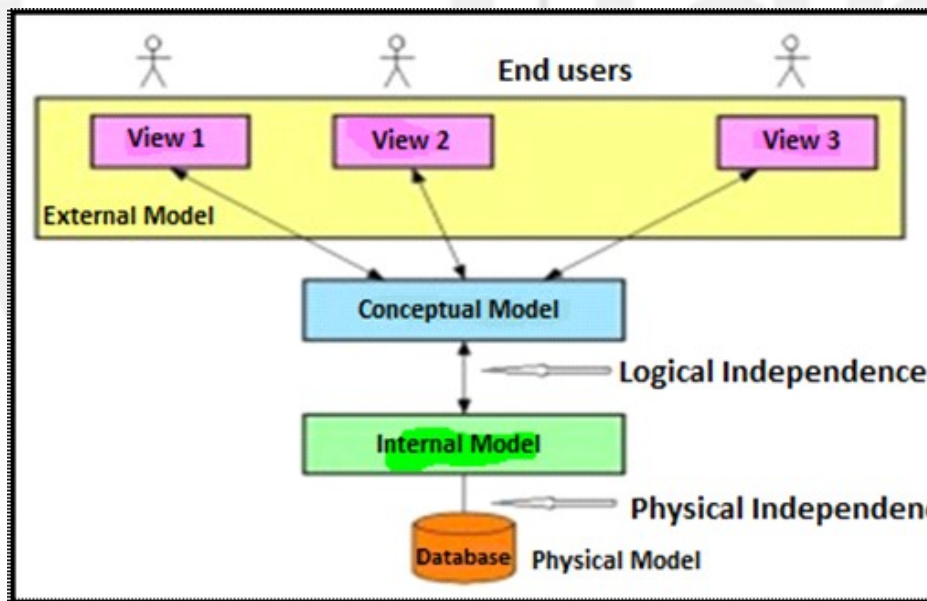 End users
View 1
View 2
View 3
External Model
Conceptual Model
Logical Independence
Internal Model
Physical Independenc
Database
Physical Model